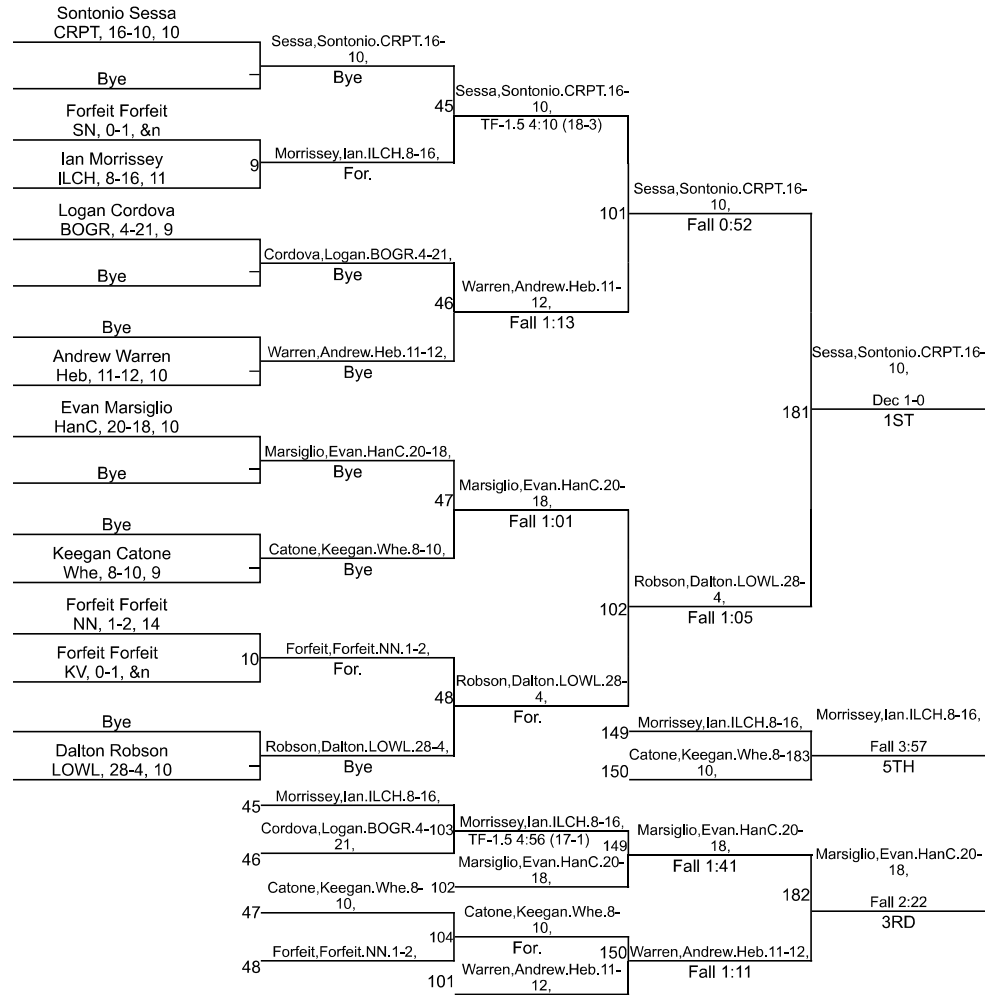 Sontonio Sessa
CRPT, 16-10, 10
Sessa,Sontonio.CRPT.16-
10,
Bye
Bye
Sessa,Sontonio.CRPT.16-
10,
45
TF-1.5 4:10 (18-3)
Forfeit Forfeit
SN, 0-1, &n
Morrissey,Ian.ILCH.8-16,
9
For.
Ian Morrissey
ILCH, 8-16, 11
Sessa,Sontonio.CRPT.16-
10,
101
Fall 0:52
Logan Cordova
BOGR, 4-21, 9
Cordova,Logan.BOGR.4-21,
Bye
Bye
46
Warren,Andrew.Heb.11-
12,
Fall 1:13
Bye
Andrew Warren
Heb, 11-12, 10
Warren,Andrew.Heb.11-12,
Bye
Sessa,Sontonio.CRPT.16-
10,
181
Dec 1-0
1ST
Evan Marsiglio
HanC, 20-18, 10
Marsiglio,Evan.HanC.20-18,
Bye
Bye
47
Marsiglio,Evan.HanC.20-
18,
Fall 1:01
Bye
Keegan Catone
Whe, 8-10, 9
Catone,Keegan.Whe.8-10,
Bye
Robson,Dalton.LOWL.28-
4,
102
Fall 1:05
Forfeit Forfeit
NN, 1-2, 14
10
Forfeit,Forfeit.NN.1-2,
For.
Forfeit Forfeit
KV, 0-1, &n
48
Robson,Dalton.LOWL.28-
4,
For.
Bye
Dalton Robson
LOWL, 28-4, 10
Robson,Dalton.LOWL.28-4,
Bye
149
Morrissey,Ian.ILCH.8-16,
150
Catone,Keegan.Whe.8-
10,
183
Morrissey,Ian.ILCH.8-16,
Fall 3:57
5TH
45
Morrissey,Ian.ILCH.8-16,
46
Cordova,Logan.BOGR.4-
21,
103
Morrissey,Ian.ILCH.8-16,
TF-1.5 4:56 (17-1)
149
102
Marsiglio,Evan.HanC.20-
18,
Marsiglio,Evan.HanC.20-
18,
Fall 1:41
47
Catone,Keegan.Whe.8-
10,
48
Forfeit,Forfeit.NN.1-2,
104
Catone,Keegan.Whe.8-
10,
For.
150
101
Warren,Andrew.Heb.11-
12,
Warren,Andrew.Heb.11-12,
Fall 1:11
182
Marsiglio,Evan.HanC.20-
18,
Fall 2:22
3RD